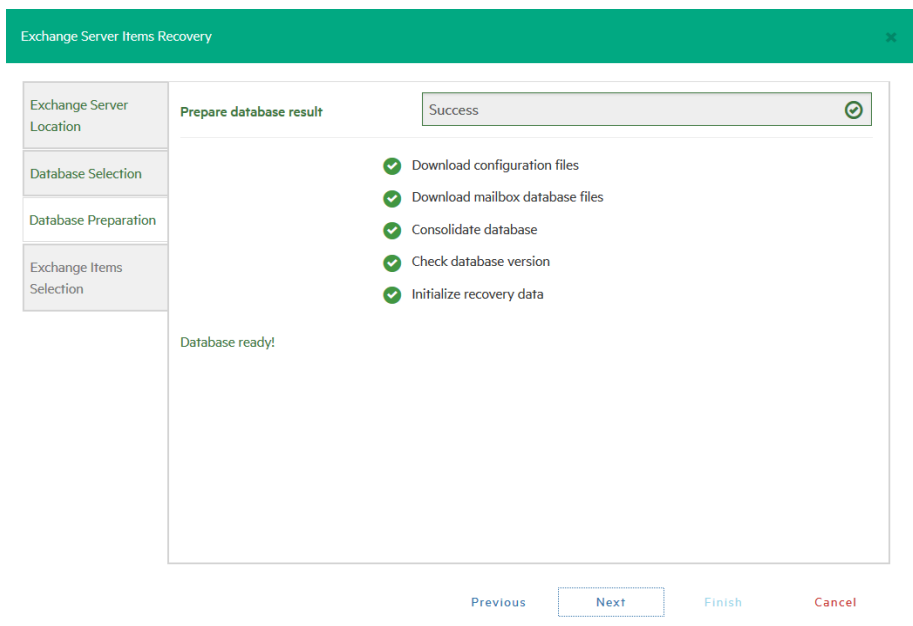 Exchange Server Items Recovery
Exchange Server
Location
Database Selection
Database Preparation
Exchange Items
Selection
Prepare database result
Success
Download configuration files
Download mailbox database files
Consolidate database
Check database version
Initialize recovery data
Database ready!
Previous
Next
Finish
Cancel